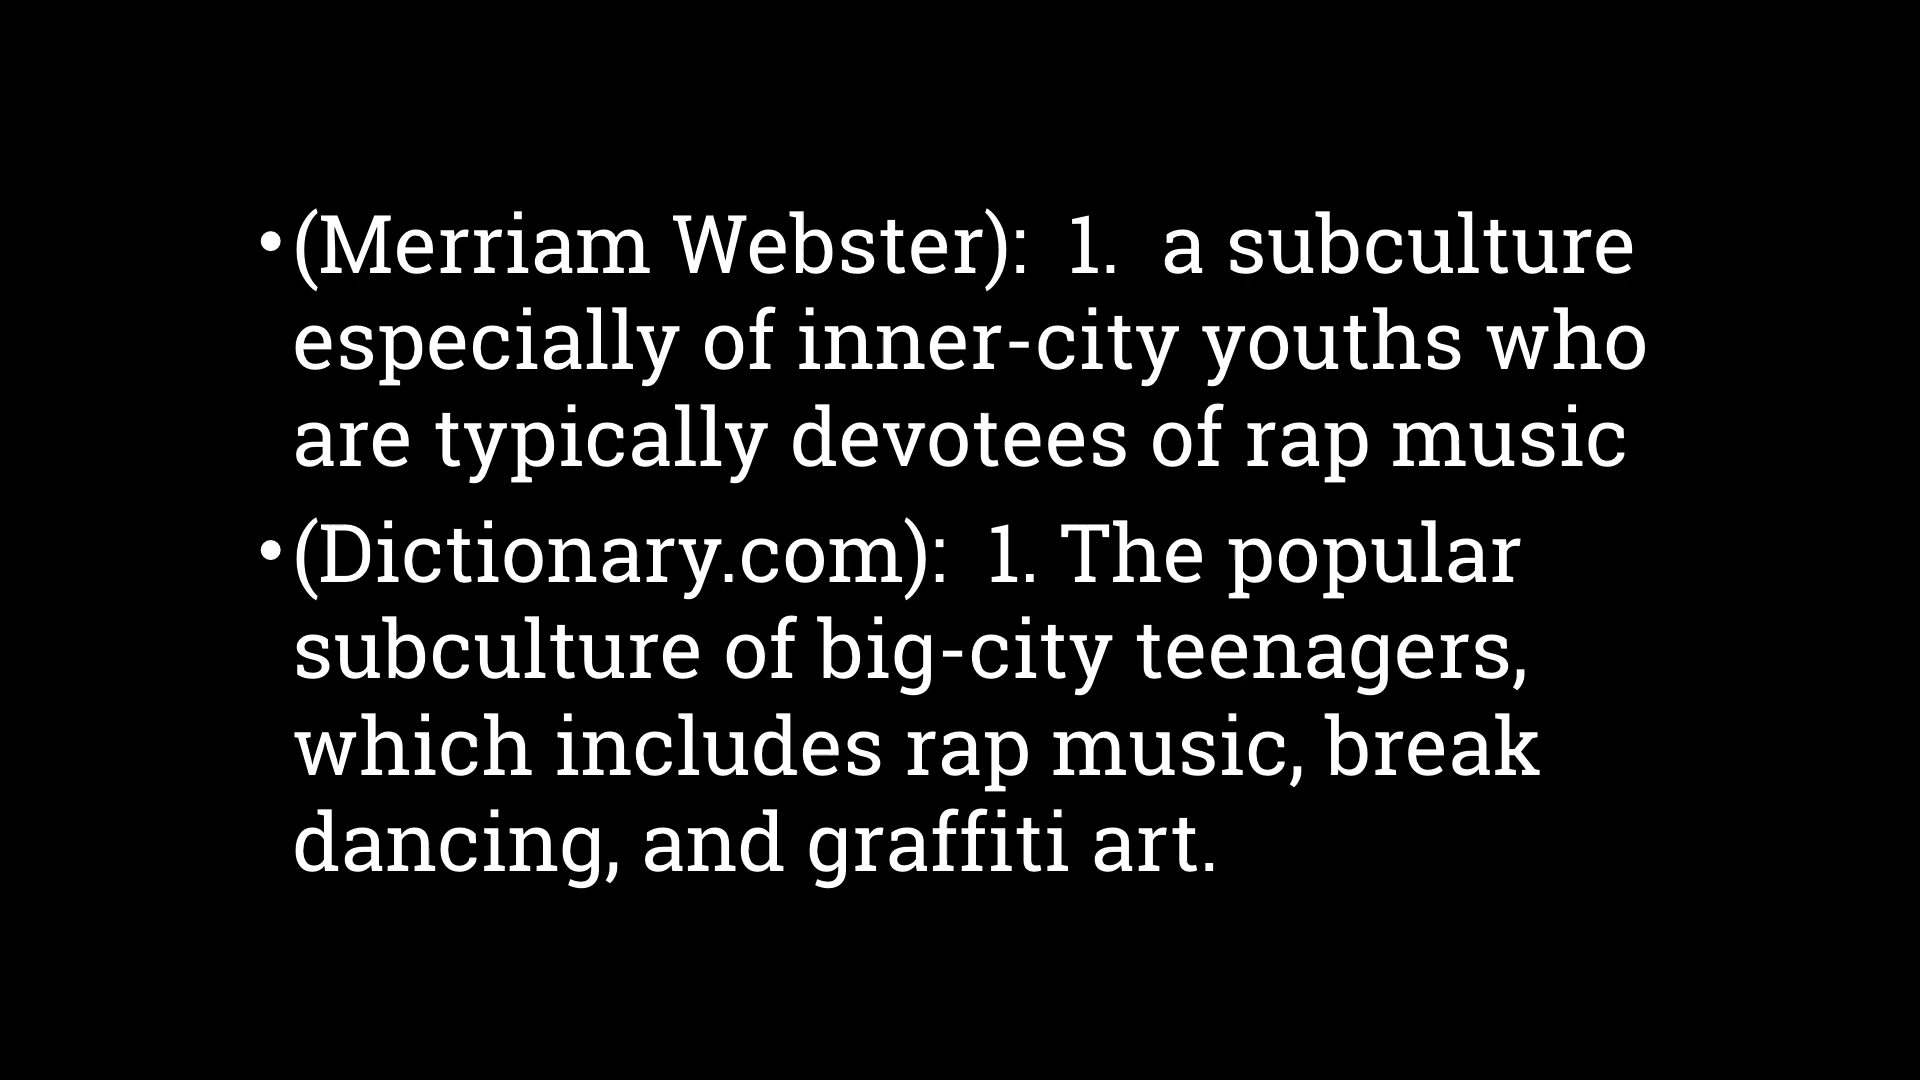 •(Merriam Webster):  1.  a subculture
especially of inner-city youths who
are typically devotees of rap music
•(Dictionary.com):  1. The popular
subculture of big-city teenagers,
which includes rap music, break
dancing, and graffiti art.